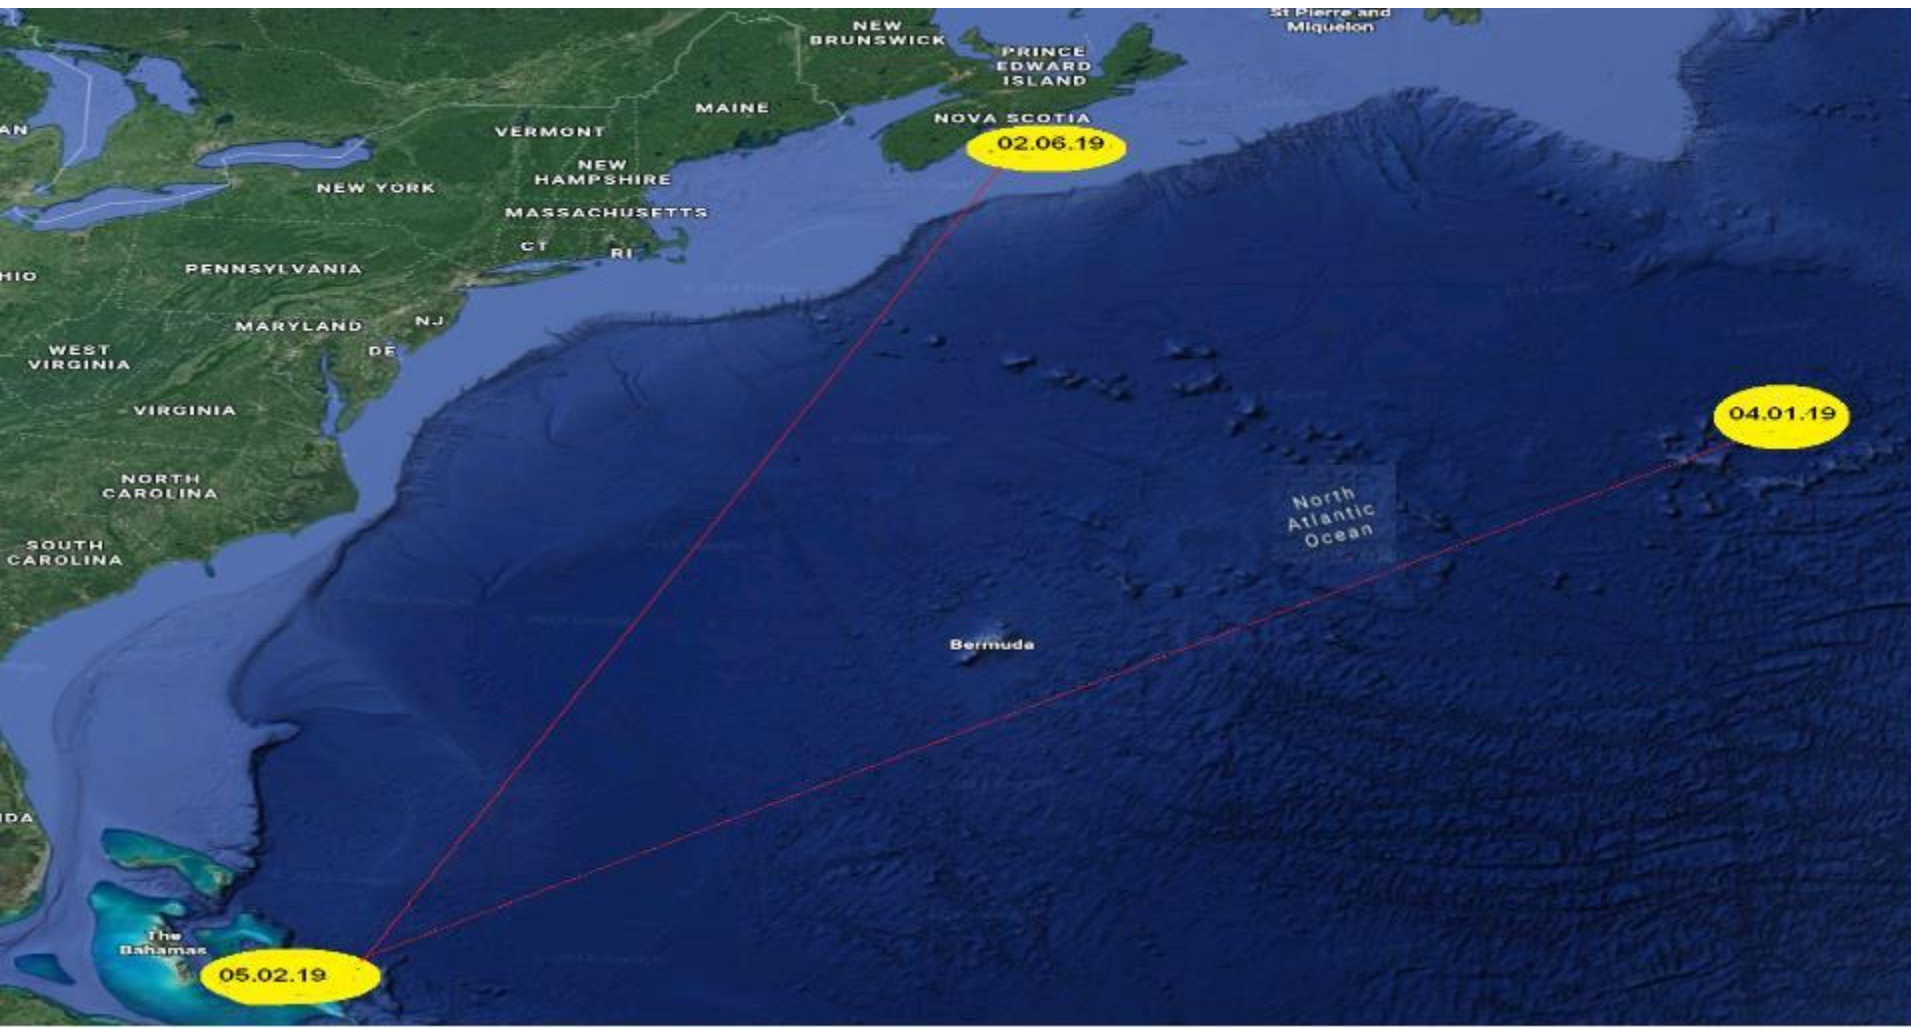 St Pierre and
Miquelon
NEW
BRUNSWICK
PRINCE
EDWARD
ISLAND
MAINE
NOVA SCOTIA
AN
VERMONT
02.06.19
NEW
HAMPSHIRE
NEW YORK
MASSACHUSETTS
CT
RI
PENNSYLVANIA
HIO
MARYLAND
NJ
DE
WEST
VIRGINIA
VIRGINIA
04.01.19
NORTH
CAROLINA
North
Atlantic
Ocean
SOUTH
CAROLINA
Bermuda
IDA
The
Bahamas
05.02.19